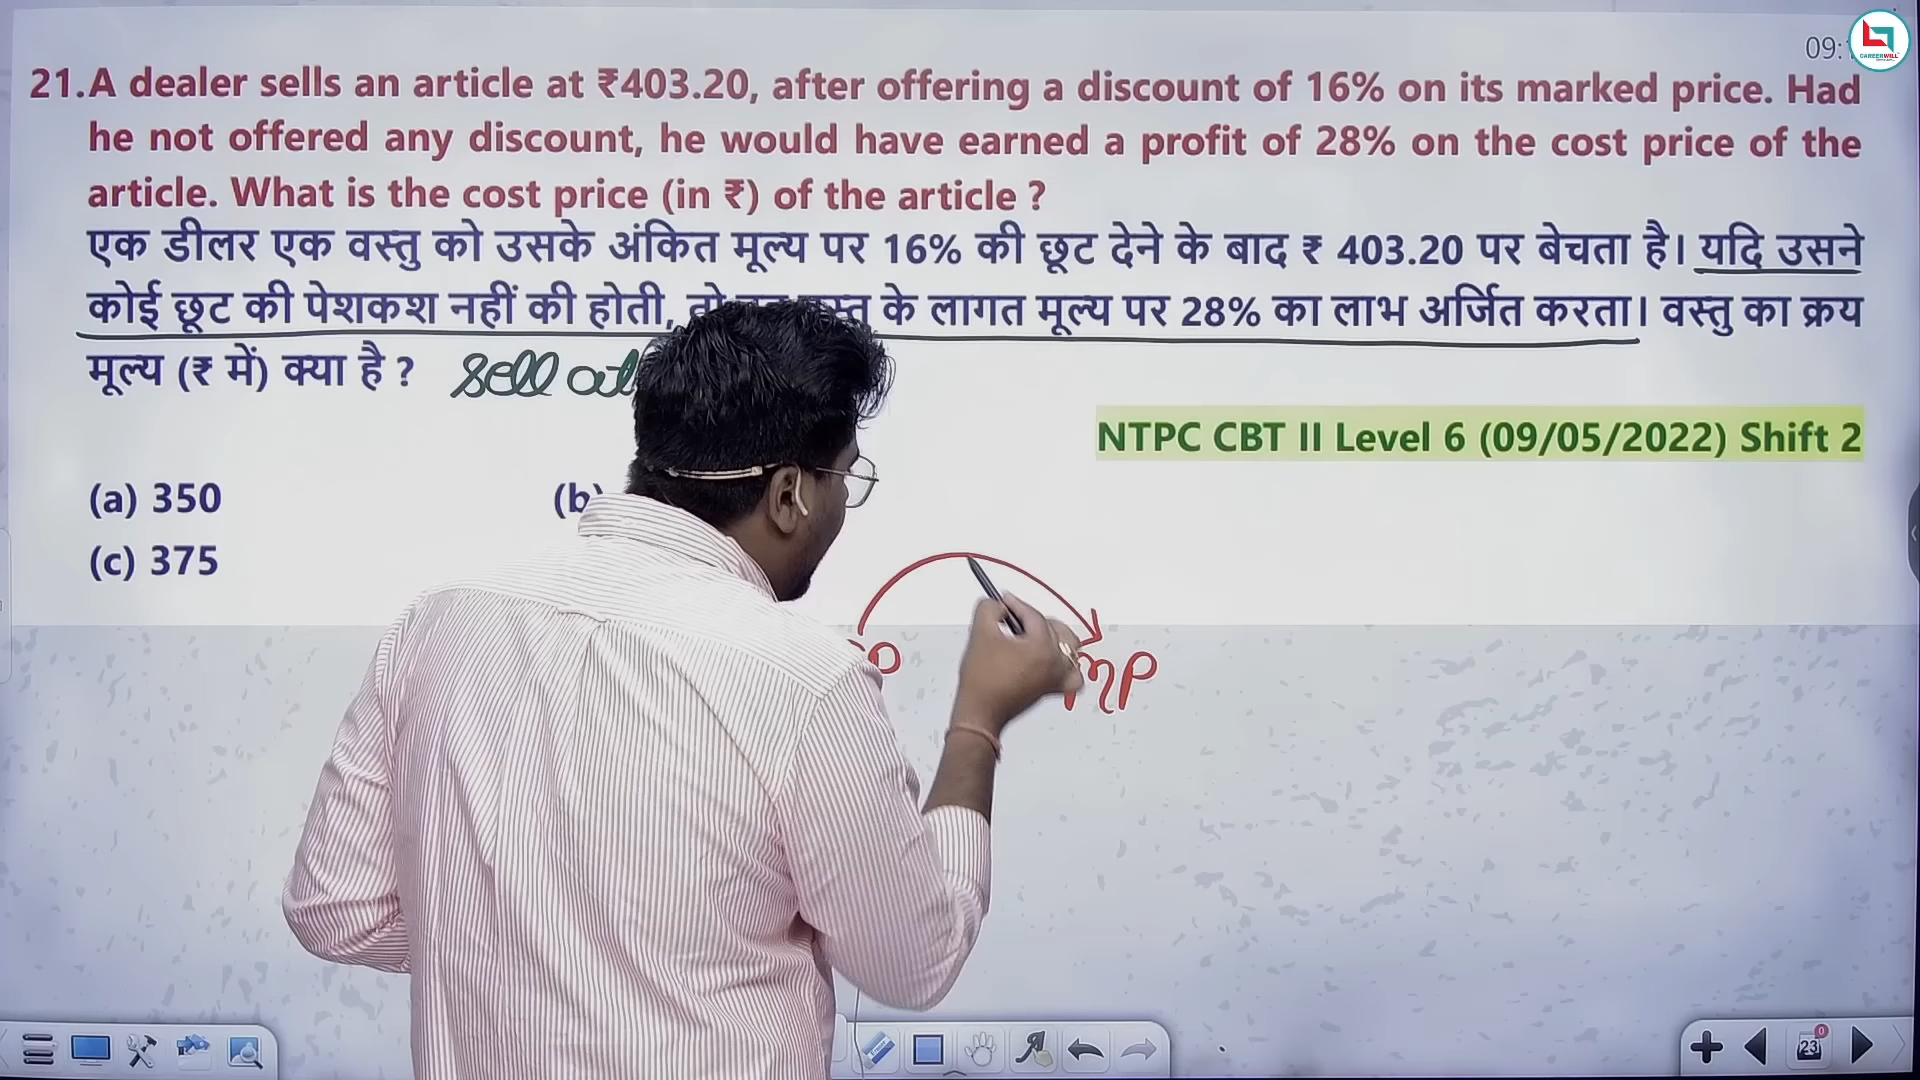 09:
CAREERWILL
21. A dealer sells an article at ₹403.20, after offering a discount of 16% on its marked price. Had
he not offered any discount, he would have earned a profit of 28% on the cost price of the
article. What is the cost price (in ₹) of the article ?
एक डीलर एक वस्तु को उसके अंकित मूल्य पर 16% की छूट देने के बाद ₹ 403.20 पर बेचता है। यदि उसने
कोई छूट की पेशकश नहीं की होती, के लागत मूल्य पर 28% का लाभ अर्जित करता। वस्तु का क्रय
मूल्य (₹ में) क्या है ? sell at
NTPC CBT II Level 6 (09/05/2022) Shift 2
(a) 350 (b)
(c) 375
P MP
23 0